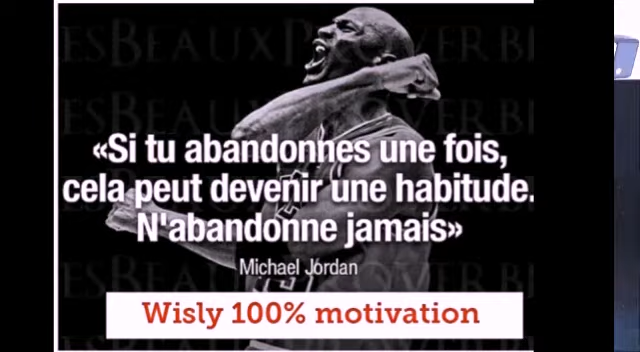 «Si tu abandonnes une fois,
cela peut devenir une habitude.
N'abandonne jamais»
Michael Jordan
Wisly 100% motivation